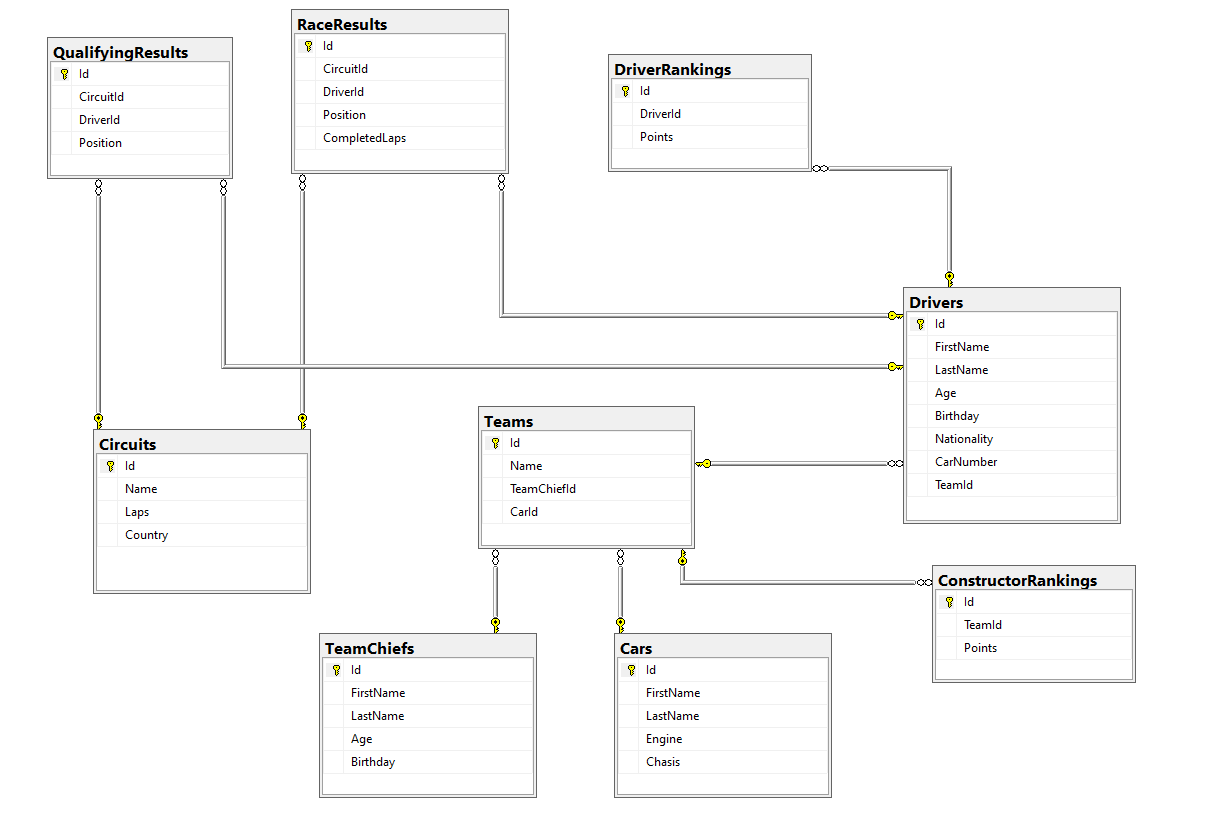 QualifyingResults
Id
CircuitId
DriverId
Position
RaceResults
Id
CircuitId
DriverId
Position
CompletedLaps
DriverRankings
Id
DriverId
Points
Drivers
Id
FirstName
LastName
Age
Birthday
Nationality
CarNumber
TeamId
Circuits
Id
Name
Laps
Country
Teams
Id
Name
TeamChiefId
CarId
ConstructorRankings
Id
TeamId
Points
TeamChiefs
Id
FirstName
LastName
Age
Birthday
Cars
Id
FirstName
LastName
Engine
Chasis